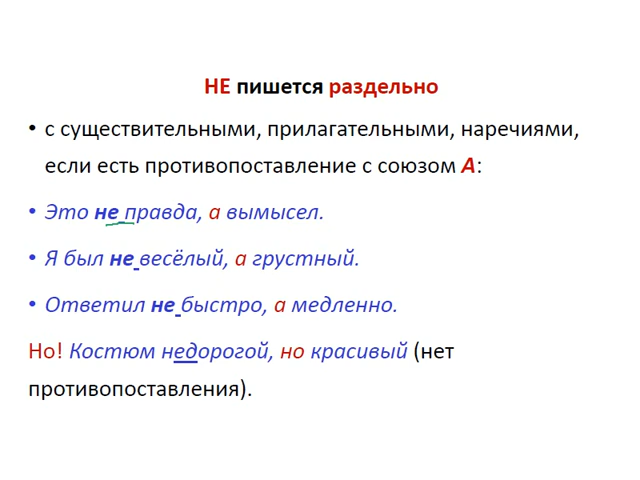 НЕ пишется раздельно
• с существительными, прилагательными, наречиями,
если есть противопоставление с союзом А:
• Это не правда, а вымысел.
• Я был не весёлый, а грустный.
• Ответил не быстро, а медленно.
Но! Костюм недорогой, но красивый (нет
противопоставления).